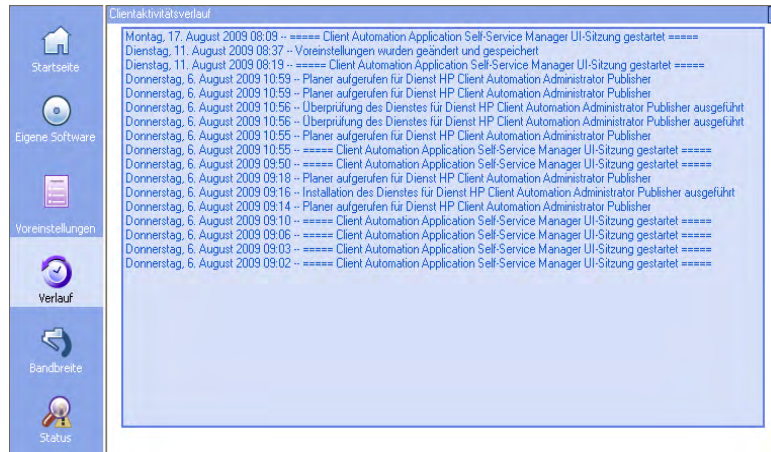 Clientaktivitätsverlauf
Startseite
Eigene Software
Voreinstellungen
Verlauf
Bandbreite
Status
Montag, 17. August 2009 08:09 -- ===== Client Automation Application Self-Service Manager UI-Sitzung gestartet =====
Dienstag, 11. August 2009 08:37 -- Voreinstellungen wurden geändert und gespeichert
Dienstag, 11. August 2009 08:19 -- ===== Client Automation Application Self-Service Manager UI-Sitzung gestartet =====
Donnerstag, 6. August 2009 10:59 -- Planer aufgerufen für Dienst HP Client Automation Administrator Publisher
Donnerstag, 6. August 2009 10:59 -- Planer aufgerufen für Dienst HP Client Automation Administrator Publisher
Donnerstag, 6. August 2009 10:56 -- Überprüfung des Dienstes für Dienst HP Client Automation Administrator Publisher ausgeführt
Donnerstag, 6. August 2009 10:56 -- Überprüfung des Dienstes für Dienst HP Client Automation Administrator Publisher ausgeführt
Donnerstag, 6. August 2009 10:55 -- Planer aufgerufen für Dienst HP Client Automation Administrator Publisher
Donnerstag, 6. August 2009 10:55 -- ===== Client Automation Application Self-Service Manager UI-Sitzung gestartet =====
Donnerstag, 6. August 2009 09:50 -- ===== Client Automation Application Self-Service Manager UI-Sitzung gestartet =====
Donnerstag, 6. August 2009 09:18 -- Planer aufgerufen für Dienst HP Client Automation Administrator Publisher
Donnerstag, 6. August 2009 09:16 -- Installation des Dienstes für Dienst HP Client Automation Administrator Publisher ausgeführt
Donnerstag, 6. August 2009 09:14 -- Planer aufgerufen für Dienst HP Client Automation Administrator Publisher
Donnerstag, 6. August 2009 09:10 -- ===== Client Automation Application Self-Service Manager UI-Sitzung gestartet =====
Donnerstag, 6. August 2009 09:06 -- ===== Client Automation Application Self-Service Manager UI-Sitzung gestartet =====
Donnerstag, 6. August 2009 09:03 -- ===== Client Automation Application Self-Service Manager UI-Sitzung gestartet =====
Donnerstag, 6. August 2009 09:02 -- ===== Client Automation Application Self-Service Manager UI-Sitzung gestartet =====